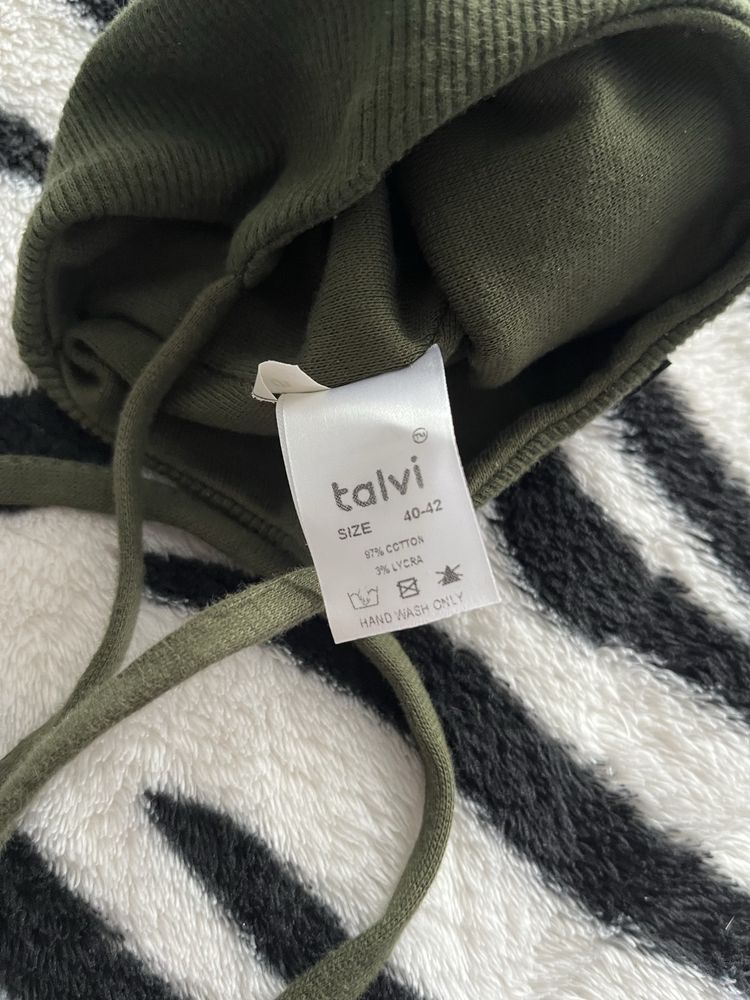 talvi
SIZE 40-42
97% COTTON
3% LYCRA
HAND WASH ONLY